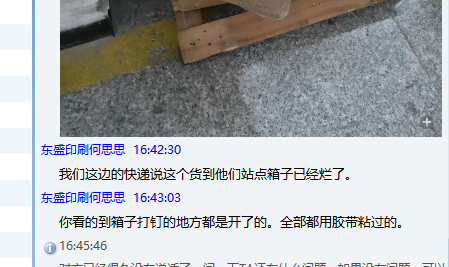 东盛印刷何思思 16:42:30
我们这边的快递说这个货到他们站点箱子已经烂了。
东盛印刷何思思 16:43:03
你看的到箱子打钉的地方都是开了的。全部都用胶带粘过的。
16:45:46